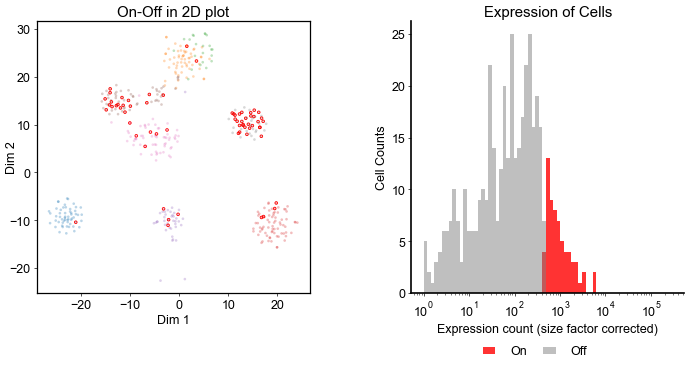 On-Off in 2D plot
30
20
10
0
−10
−20
Dim 2
−20
−10
0
10
20
Dim 1
Expression of Cells
25
20
15
10
5
0
Cell Counts
10^0
10^1
10^2
10^3
10^4
10^5
Expression count (size factor corrected)
On
Off